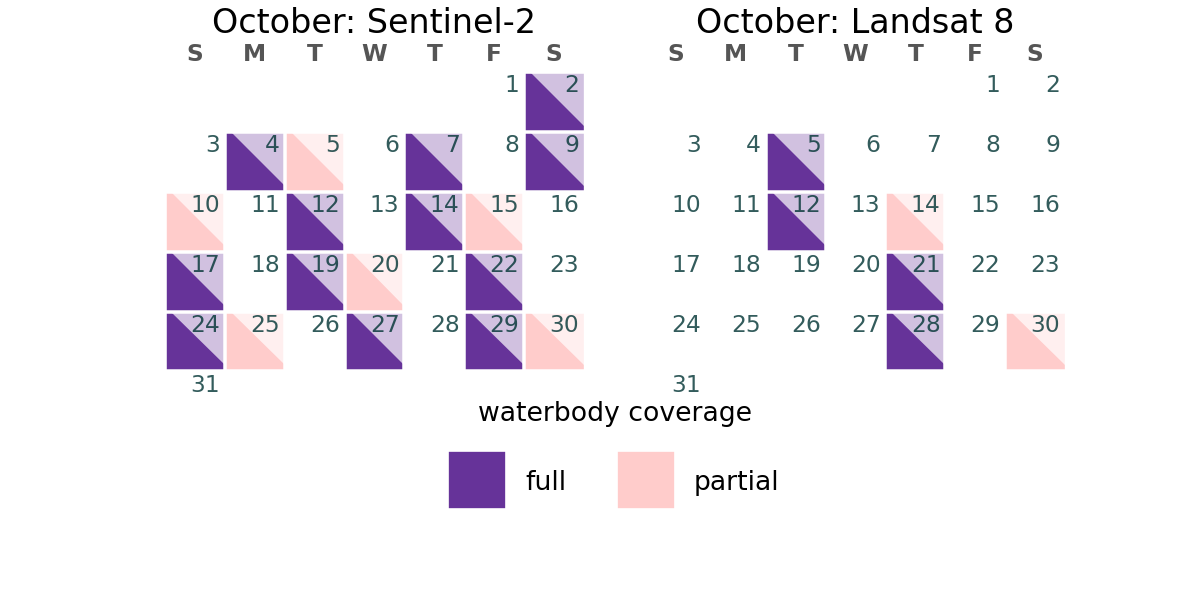 October: Sentinel-2
S M T W T F S
1 2
3 4 5 6 7 8 9
10 11 12 13 14 15 16
17 18 19 20 21 22 23
24 25 26 27 28 29 30
31
October: Landsat 8
S M T W T F S
1 2
3 4 5 6 7 8 9
10 11 12 13 14 15 16
17 18 19 20 21 22 23
24 25 26 27 28 29 30
31
waterbody coverage
full
partial